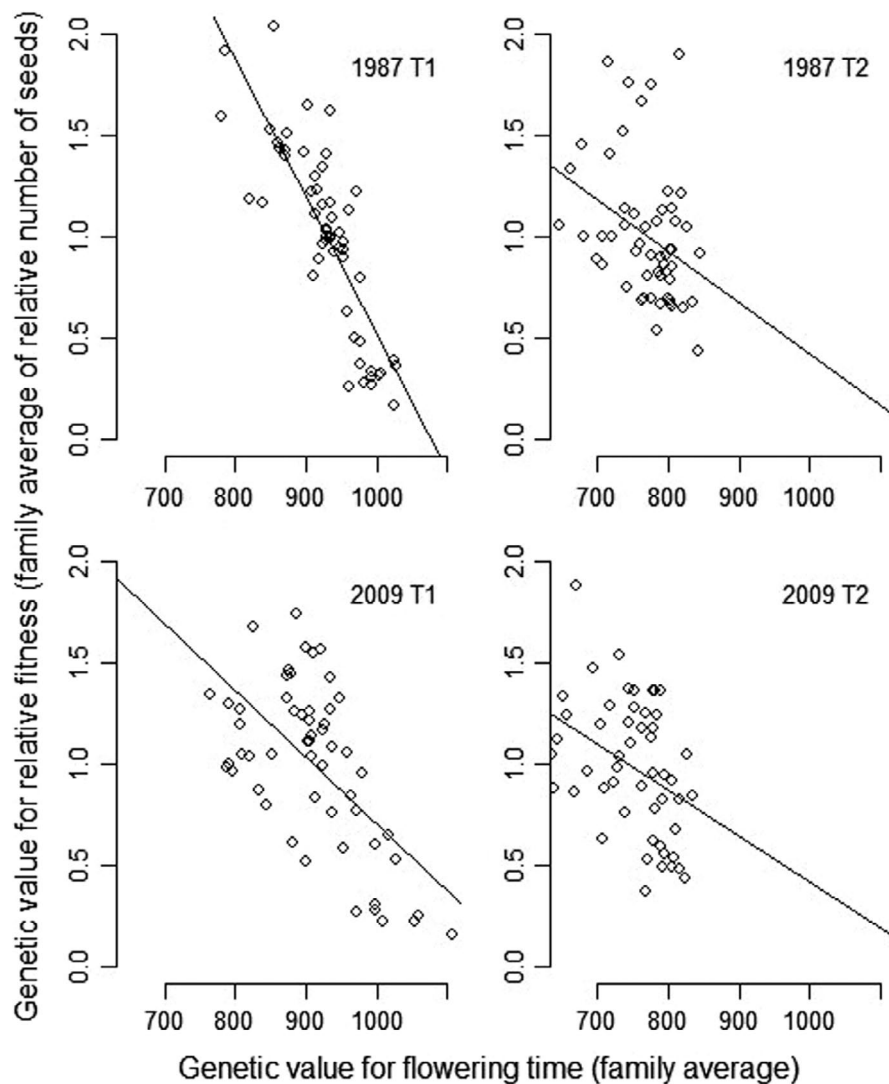 Genetic value for relative fitness (family average of relative number of seeds)
1987 T1
2.0
1.5
1.0
0.5
0.0
700 800 900 1000
1987 T2
2.0
1.5
1.0
0.5
0.0
700 800 900 1000
2009 T1
2.0
1.5
1.0
0.5
0.0
700 800 900 1000
2009 T2
2.0
1.5
1.0
0.5
0.0
700 800 900 1000
Genetic value for flowering time (family average)